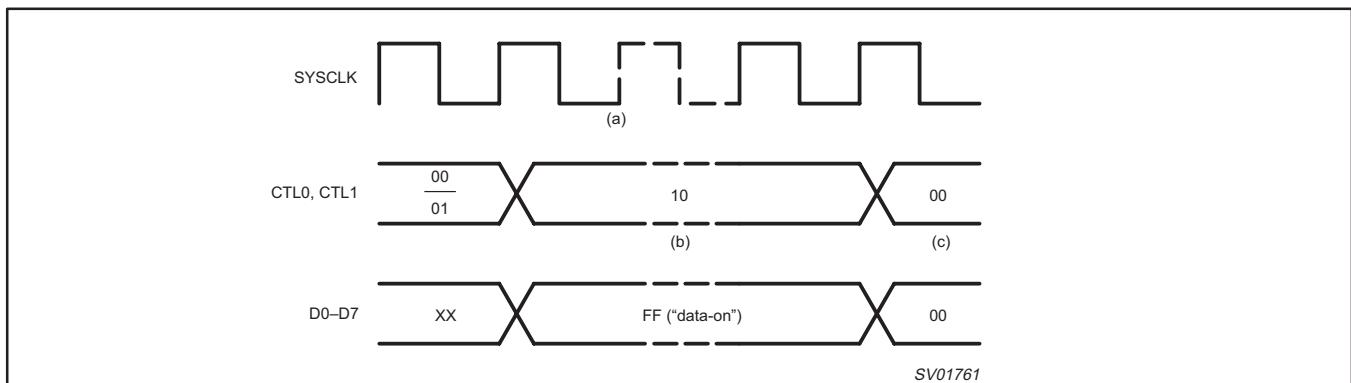 SYSCLK
(a)
CTL0, CTL1
00
01
10
00
(b)
(c)
D0–D7
XX
FF (“data-on”)
00
SV01761